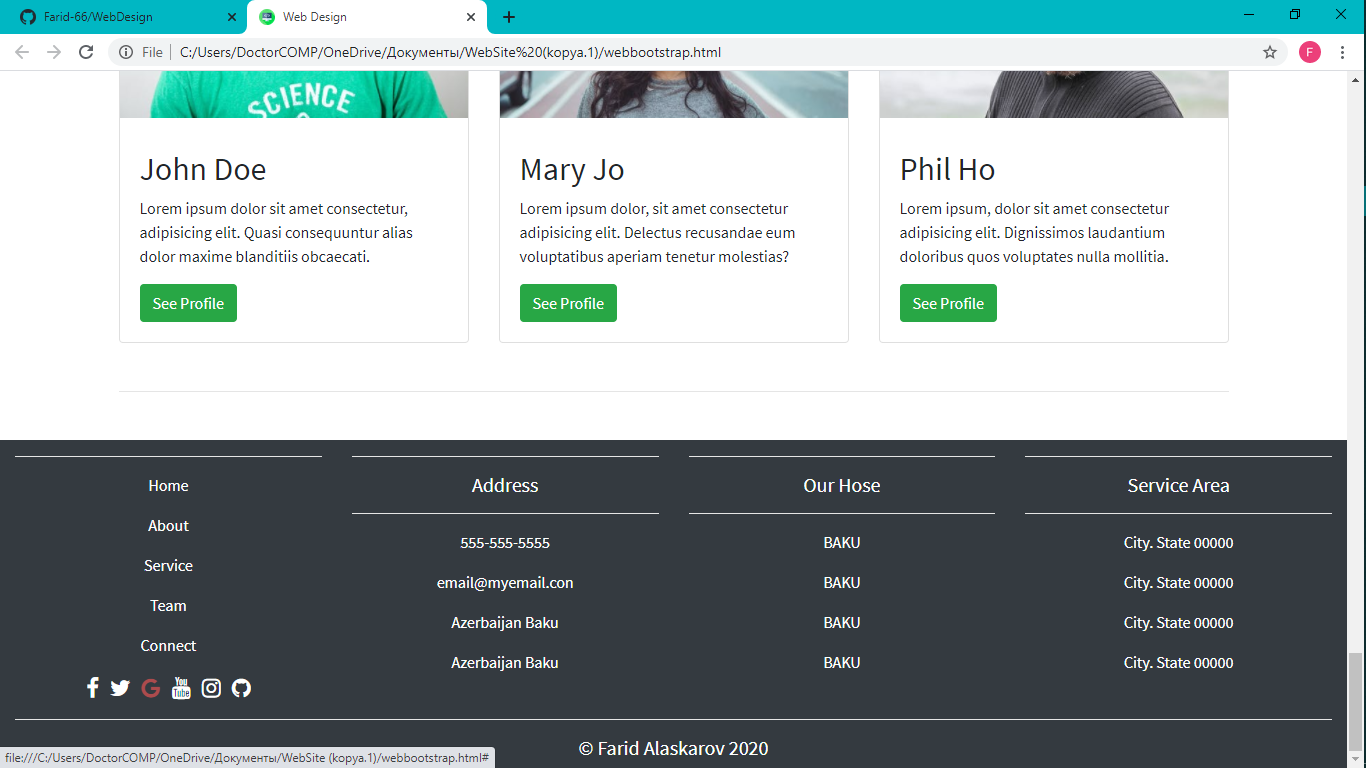 Farid-66/WebDesign
Web Design
File
C:/Users/DoctorCOMP/OneDrive/Документы/WebSite%20(kopya.1)/webbootstrap.html
F
SCIENCE
John Doe
Lorem ipsum dolor sit amet consectetur,
adipisicing elit. Quasi consequuntur alias
dolor maxime blanditiis obcaecati.
See Profile
Mary Jo
Lorem ipsum dolor, sit amet consectetur
adipisicing elit. Delectus recusandae eum
voluptatibus aperiam tenetur molestias?
See Profile
Phil Ho
Lorem ipsum, dolor sit amet consectetur
adipisicing elit. Dignissimos laudantium
doloribus quos voluptates nulla mollitia.
See Profile
Home
About
Service
Team
Connect
You
Tube
Address
555-555-5555
email@myemail.con
Azerbaijan Baku
Azerbaijan Baku
Our Hose
BAKU
BAKU
BAKU
BAKU
Service Area
City. State 00000
City. State 00000
City. State 00000
City. State 00000
© Farid Alaskarov 2020
file:///C:/Users/DoctorCOMP/OneDrive/Документы/WebSite (kopya.1)/webbootstrap.html#